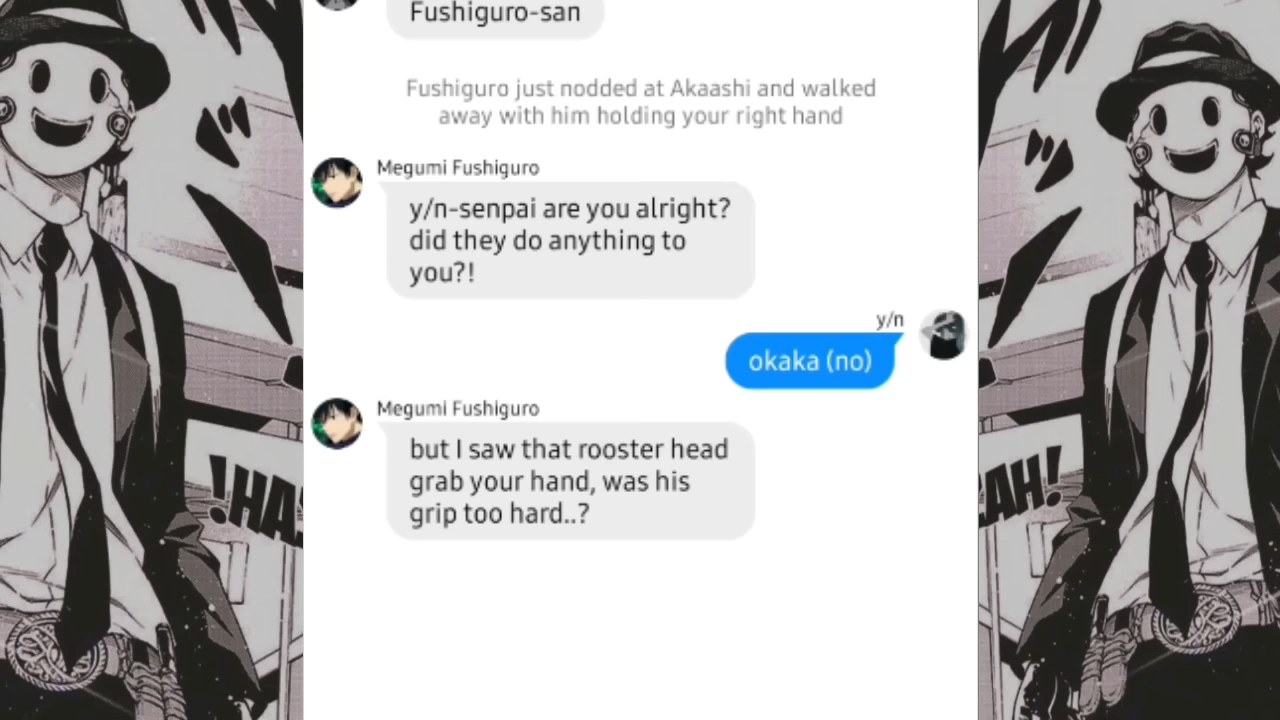 Fushiguro-san
Fushiguro just nodded at Akaashi and walked
away with him holding your right hand
Megumi Fushiguro
y/n-senpai are you alright?
did they do anything to
you?!
y/n
okaka (no)
Megumi Fushiguro
but I saw that rooster head
grab your hand, was his
grip too hard..?
!HA
AH!